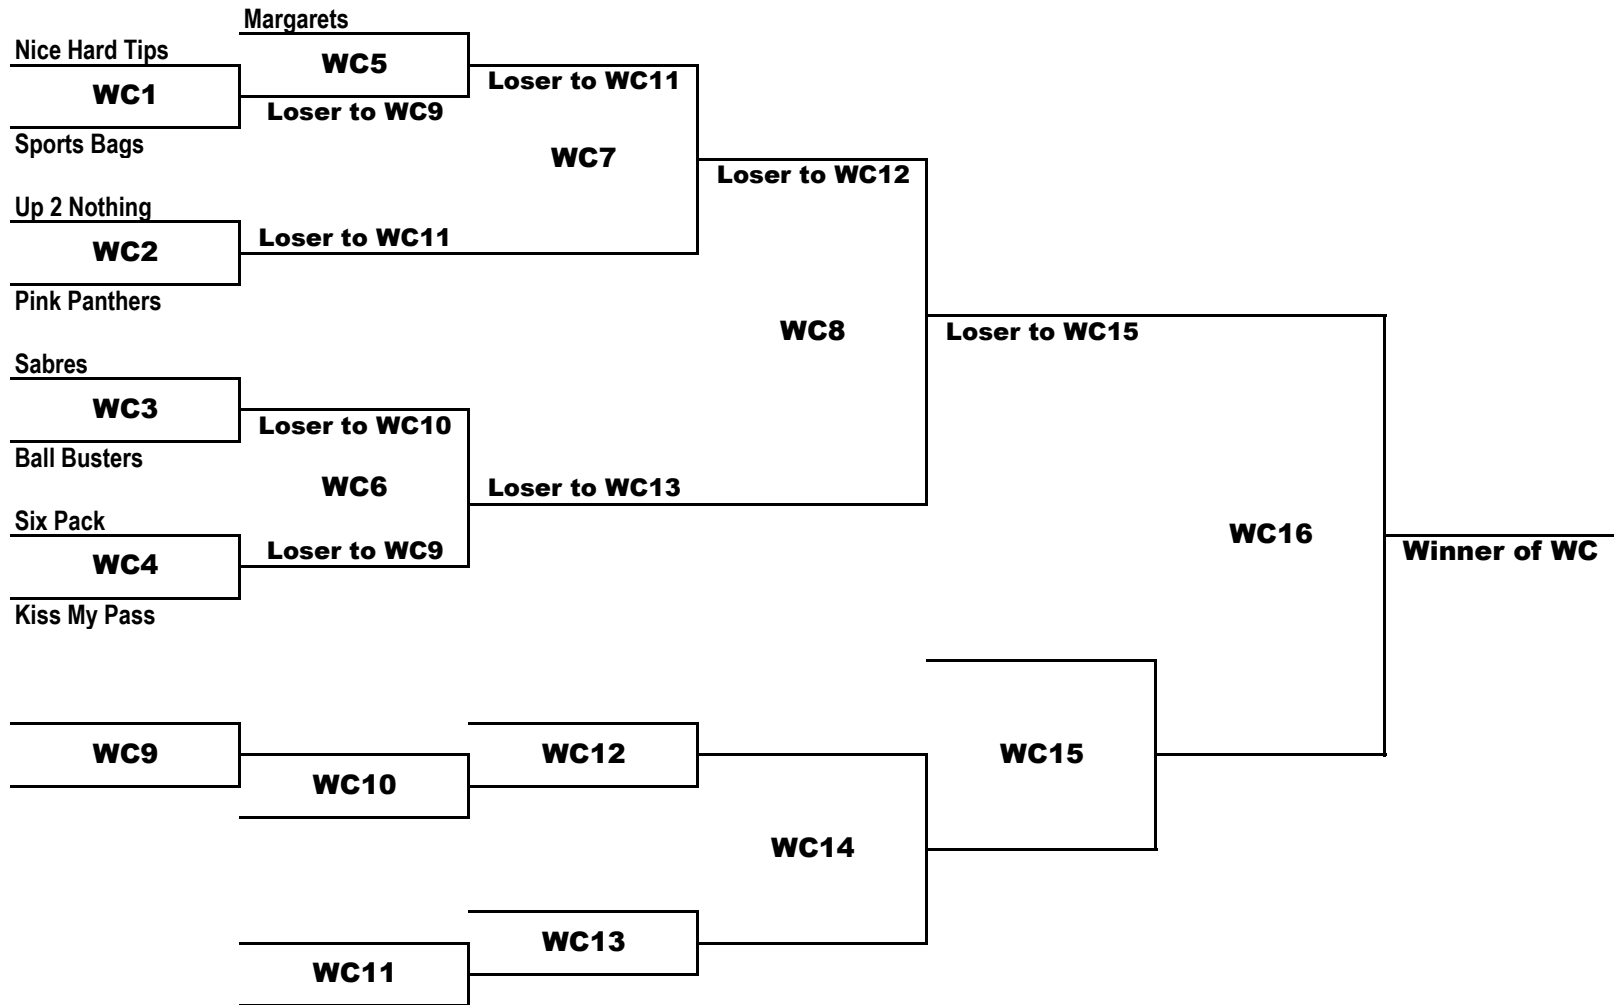 Margarets
Nice Hard Tips
WC5
Loser to WC11
WC1
Loser to WC9
Sports Bags
WC7
Loser to WC12
Up 2 Nothing
WC2
Loser to WC11
Pink Panthers
WC8
Loser to WC15
Sabres
WC3
Loser to WC10
Ball Busters
WC6
Loser to WC13
Six Pack
WC16
Winner of WC
WC4
Loser to WC9
Kiss My Pass
WC9
WC12
WC15
WC10
WC14
WC13
WC11